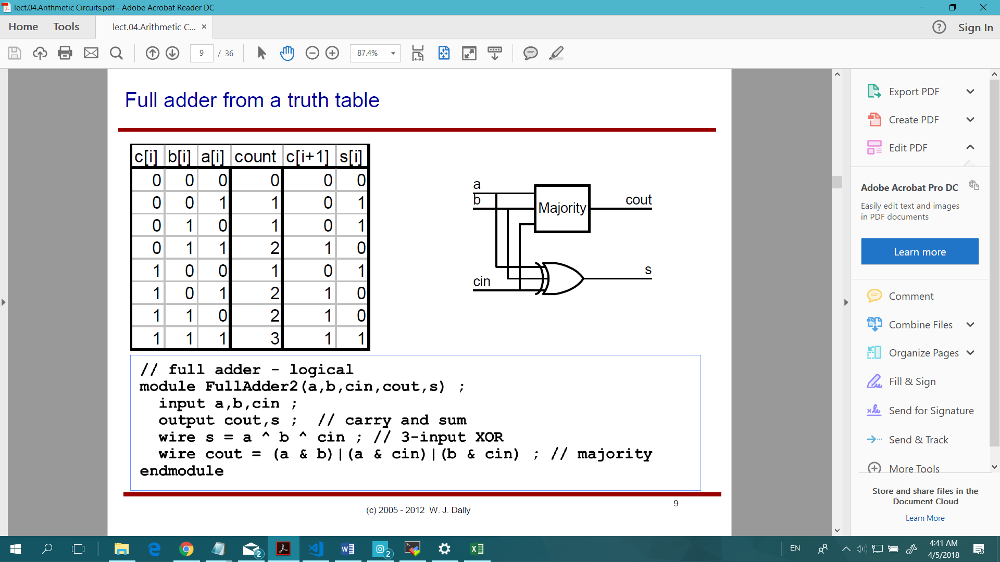 lect.04.Arithmetic Circuits.pdf - Adobe Acrobat Reader DC
Home Tools lect.04.Arithmetic C... × ? Sign In
9 / 36 87.4%
Full adder from a truth table
c[i] b[i] a[i] count c[i+1] s[i]
0 0 0 0 0 0
0 0 1 1 0 1
0 1 0 1 0 1
0 1 1 2 1 0
1 0 0 1 0 1
1 0 1 2 1 0
1 1 0 2 1 0
1 1 1 3 1 1
a
b
Majority
cout
cin
s
// full adder - logical
module FullAdder2(a,b,cin,cout,s) ;
input a,b,cin ;
output cout,s ; // carry and sum
wire s = a ^ b ^ cin ; // 3-input XOR
wire cout = (a & b)|(a & cin)|(b & cin) ; // majority
endmodule
(c) 2005 - 2012 W. J. Dally
9
Export PDF
Create PDF
Edit PDF
Adobe Acrobat Pro DC
Easily edit text and images
in PDF documents
Learn more
Comment
Combine Files
Organize Pages
Fill & Sign
Send for Signature
Send & Track
More Tools
Store and share files in the
Document Cloud
Learn More
2
2
EN
4:41 AM
4/5/2018